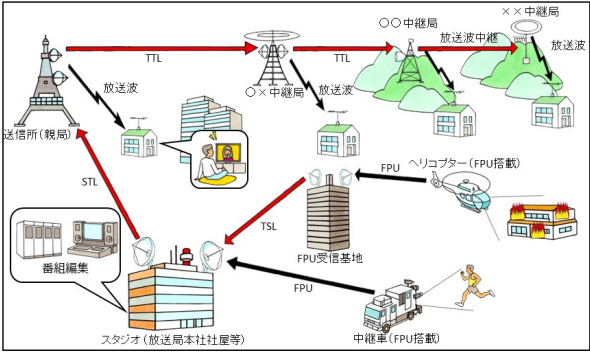 ××中継局
○○中継局
放送波中継
TTL
TTL
放送波
放送波
放送波
○×中継局
送信所(親局)
STL
FPU
ヘリコプター(FPU搭載)
TSL
FPU受信基地
番組編集
FPU
スタジオ(放送局本社社屋等)
中継車(FPU搭載)